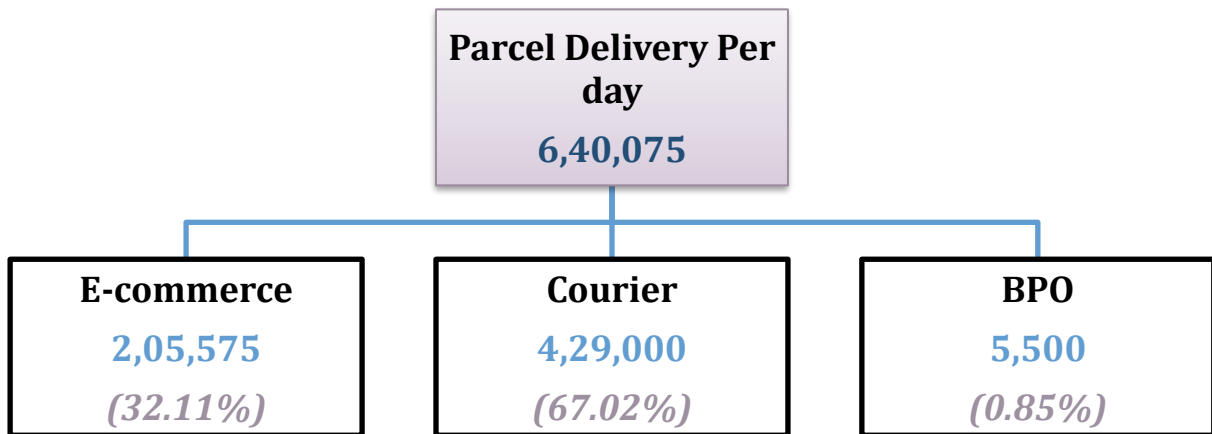 Parcel Delivery Per
day
6,40,075
E-commerce
2,05,575
(32.11%)
Courier
4,29,000
(67.02%)
BPO
5,500
(0.85%)